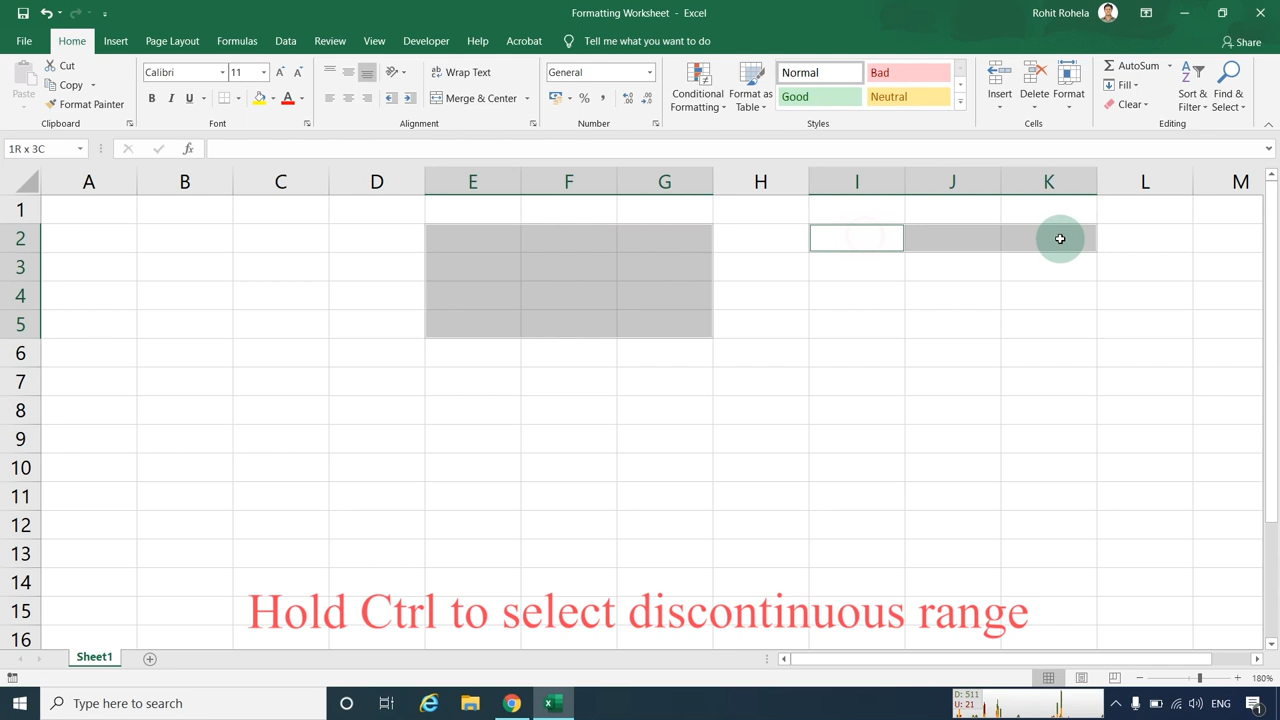 Formatting Worksheet - Excel
Rohit Rohela
File Home Insert Page Layout Formulas Data Review View Developer Help Acrobat Tell me what you want to do Share
Paste
Cut
Copy
Format Painter
Clipboard
Calibri 11
B I U
Font
Wrap Text
Merge & Center
Alignment
General
Number
Conditional Formatting
Format as Table
Normal Bad
Good Neutral
Styles
Insert Delete Format
Cells
AutoSum
Fill
Clear
Sort & Filter
Find & Select
Editing
1R x 3C fx
A B C D E F G H I J K L M
1
2
3
4
5
6
7
8
9
10
11
12
13
14
15
16
Hold Ctrl to select discontinuous range
Sheet1
180%
Type here to search
D: 511
U: 21
ENG
1